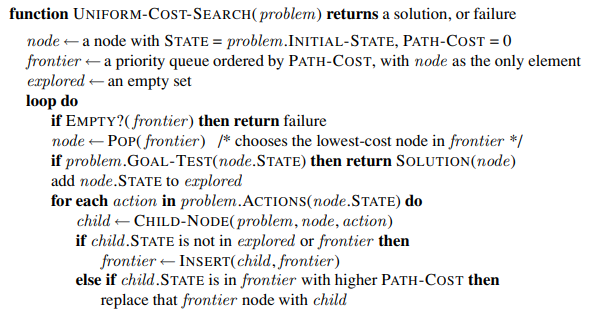 function UNIFORM-COST-SEARCH(problem) returns a solution, or failure
node ← a node with STATE = problem.INITIAL-STATE, PATH-COST = 0
frontier ← a priority queue ordered by PATH-COST, with node as the only element
explored ← an empty set
loop do
if EMPTY?(frontier) then return failure
node ← POP(frontier) /* chooses the lowest-cost node in frontier */
if problem.GOAL-TEST(node.STATE) then return SOLUTION(node)
add node.STATE to explored
for each action in problem.ACTIONS(node.STATE) do
child ← CHILD-NODE(problem, node, action)
if child.STATE is not in explored or frontier then
frontier ← INSERT(child, frontier)
else if child.STATE is in frontier with higher PATH-COST then
replace that frontier node with child